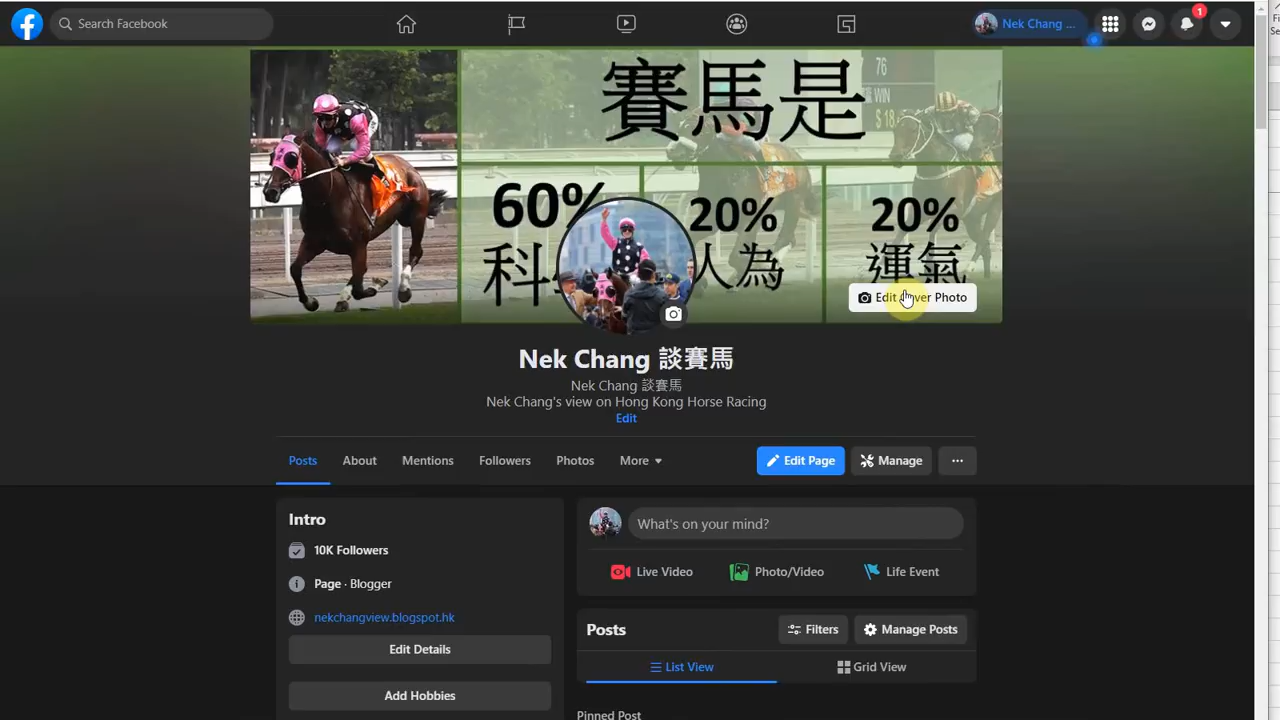 Search Facebook
Nek Chang ...
1
賽馬是
76
WIN
60%
20%
20%
科
人為
運氣
Edit Cover Photo
Nek Chang 談賽馬
Nek Chang 談賽馬
Nek Chang's view on Hong Kong Horse Racing
Edit
Posts
About
Mentions
Followers
Photos
More
Edit Page
Manage
...
Intro
10K Followers
Page · Blogger
nekchangview.blogspot.hk
Edit Details
Add Hobbies
What's on your mind?
Live Video
Photo/Video
Life Event
Posts
Filters
Manage Posts
List View
Grid View
Pinned Post